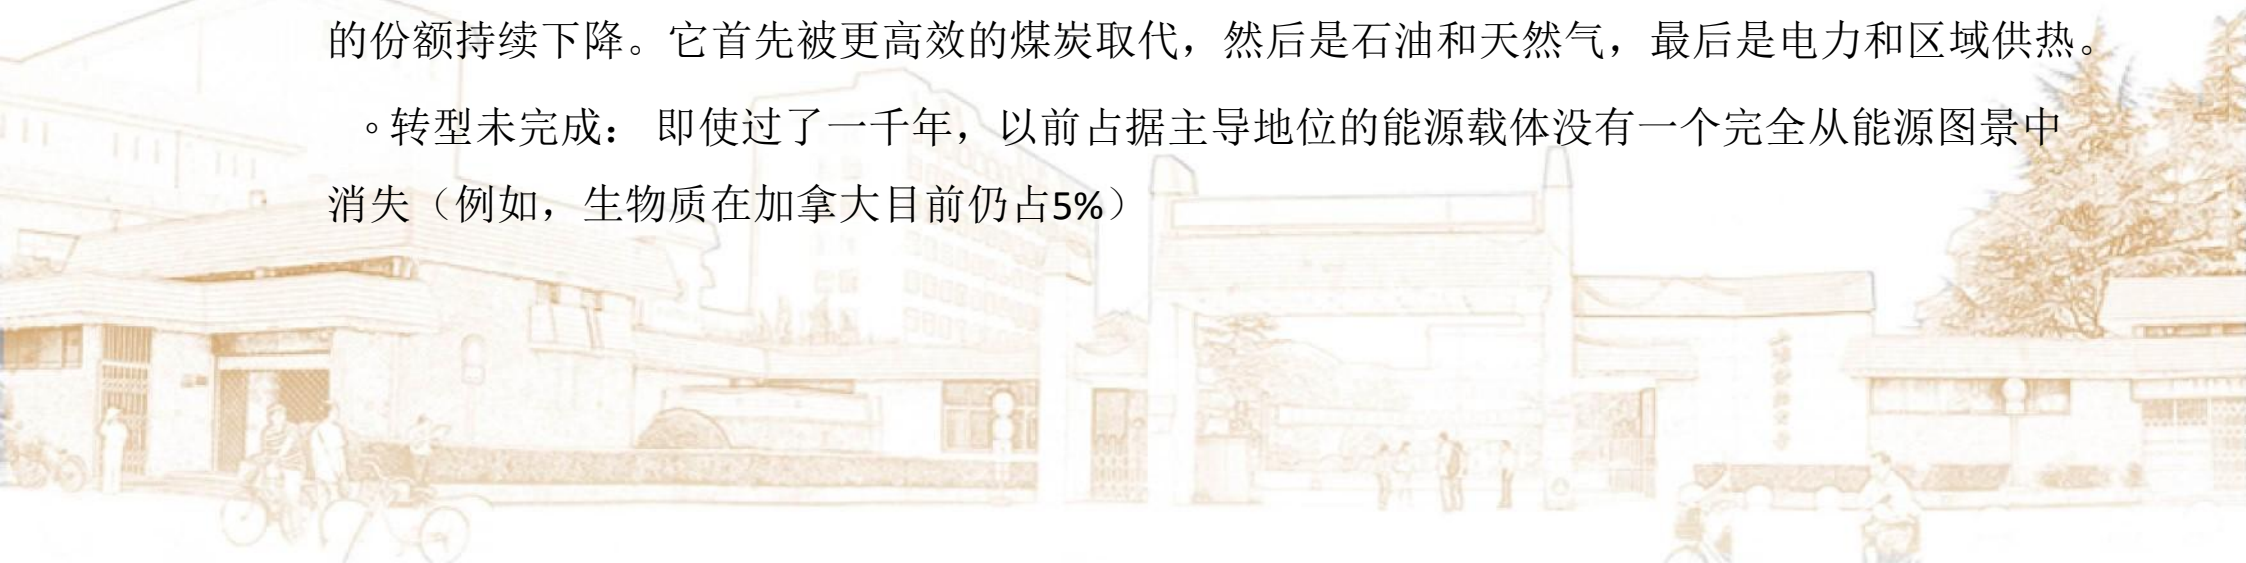 的份额持续下降。它首先被更高效的煤炭取代，然后是石油和天然气，最后是电力和区域供热。
◦转型未完成： 即使过了一千年，以前占据主导地位的能源载体没有一个完全从能源图景中
消失（例如，生物质在加拿大目前仍占5%）